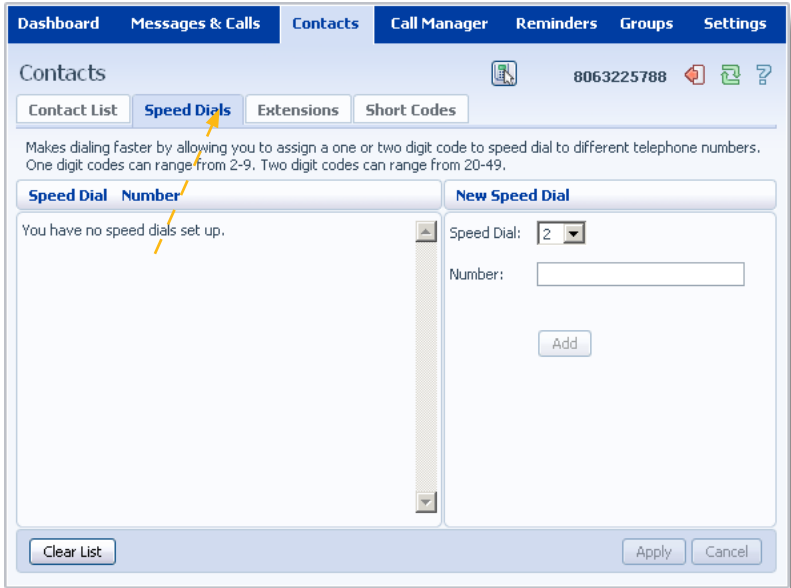 Dashboard Messages & Calls Contacts Call Manager Reminders Groups Settings
Contacts 8063225788
Contact List Speed Dials Extensions Short Codes
Makes dialing faster by allowing you to assign a one or two digit code to speed dial to different telephone numbers.
One digit codes can range from 2-9. Two digit codes can range from 20-49.
Speed Dial Number New Speed Dial
You have no speed dials set up. Speed Dial: 2
Number:
Add
Clear List Apply Cancel